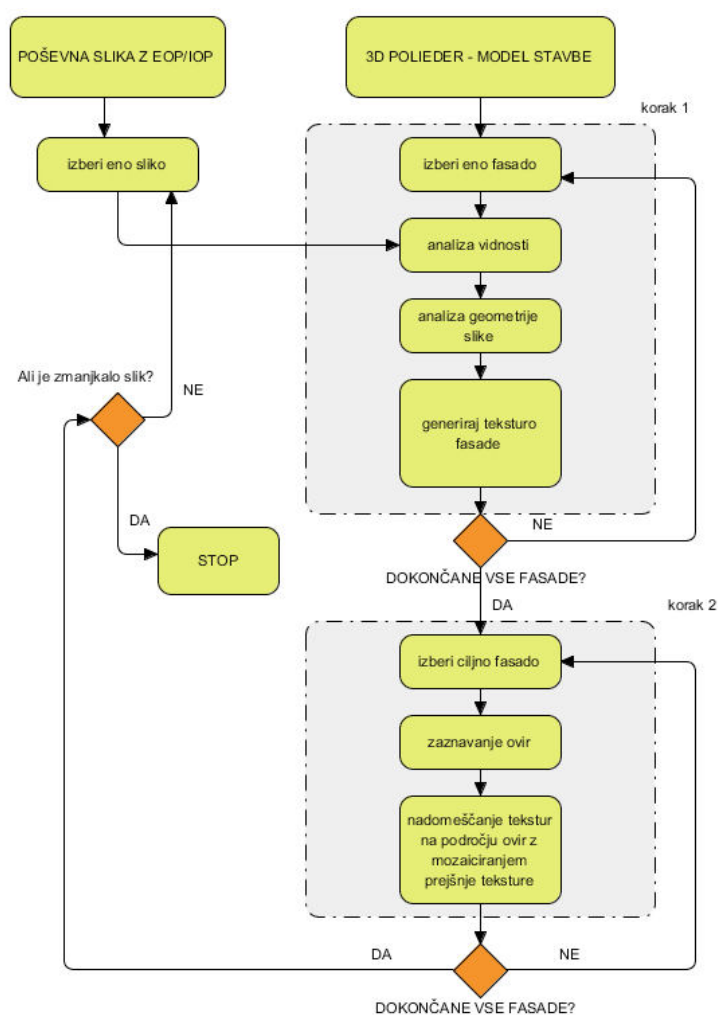 POŠEVNA SLIKA Z EOP/IOP
3D POLIEDER - MODEL STAVBE
korak 1
izberi eno sliko
izberi eno fasado
analiza vidnosti
analiza geometrije
slike
Ali je zmanjkalo slik?
NE
generiraj teksturo
fasade
DA
STOP
NE
DOKONČANE VSE FASADE?
DA
korak 2
izberi ciljno fasado
zaznavanje ovir
nadomeščanje tekstur
na področju ovir z
mozaiciranjem
prejšnje teksture
DA
NE
DOKONČANE VSE FASADE?